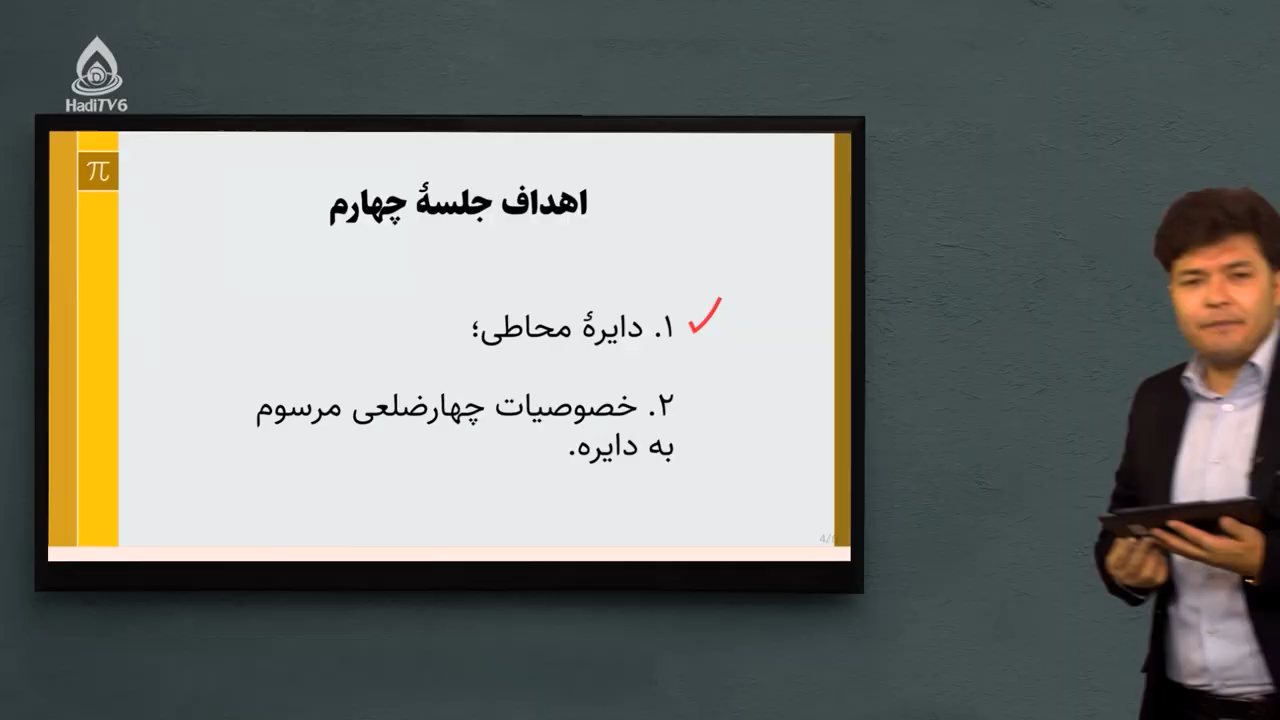 HadiTV6
π
اهداف جلسهٔ چهارم
۱. دایرهٔ محاطی؛
۲. خصوصیات چهارضلعی مرسوم
به دایره.